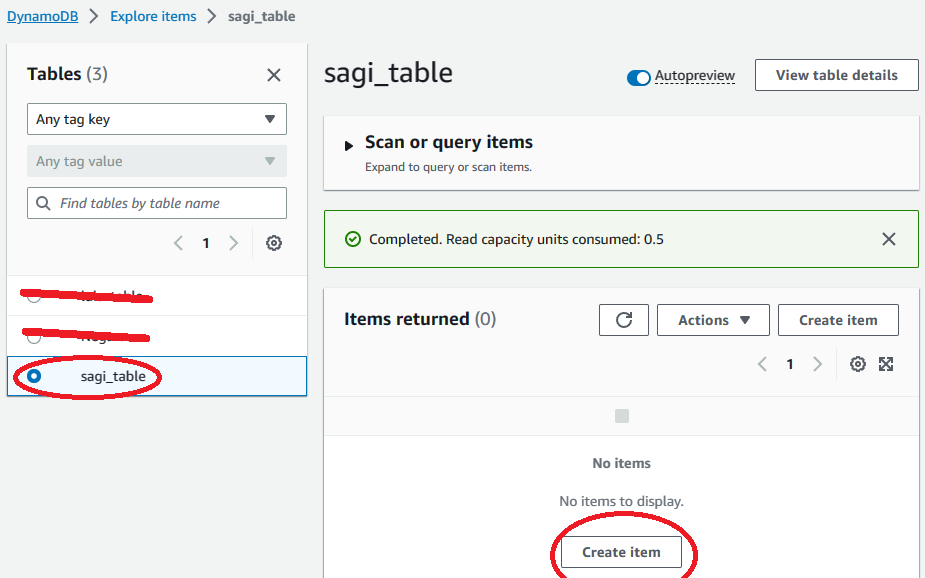 DynamoDB > Explore items > sagi_table
Tables (3)
Any tag key
Any tag value
Find tables by table name
1
sagi_table
sagi_table
Autopreview
View table details
Scan or query items
Expand to query or scan items.
Completed. Read capacity units consumed: 0.5
Items returned (0)
Actions
Create item
1
No items
No items to display.
Create item